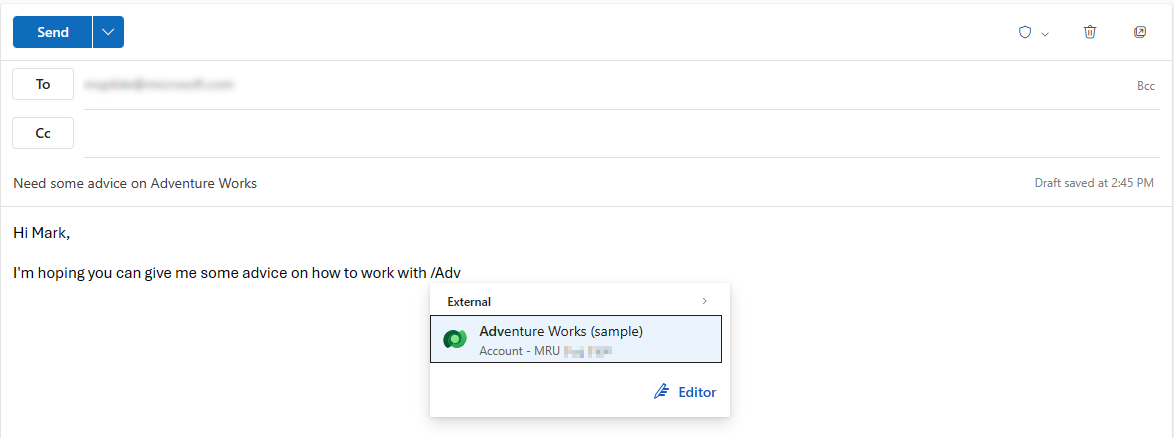 Send
To
Bcc
Cc
Need some advice on Adventure Works
Draft saved at 2:45 PM
Hi Mark,
I'm hoping you can give me some advice on how to work with /Adv
External
Adventure Works (sample)
Account - MRU
Editor